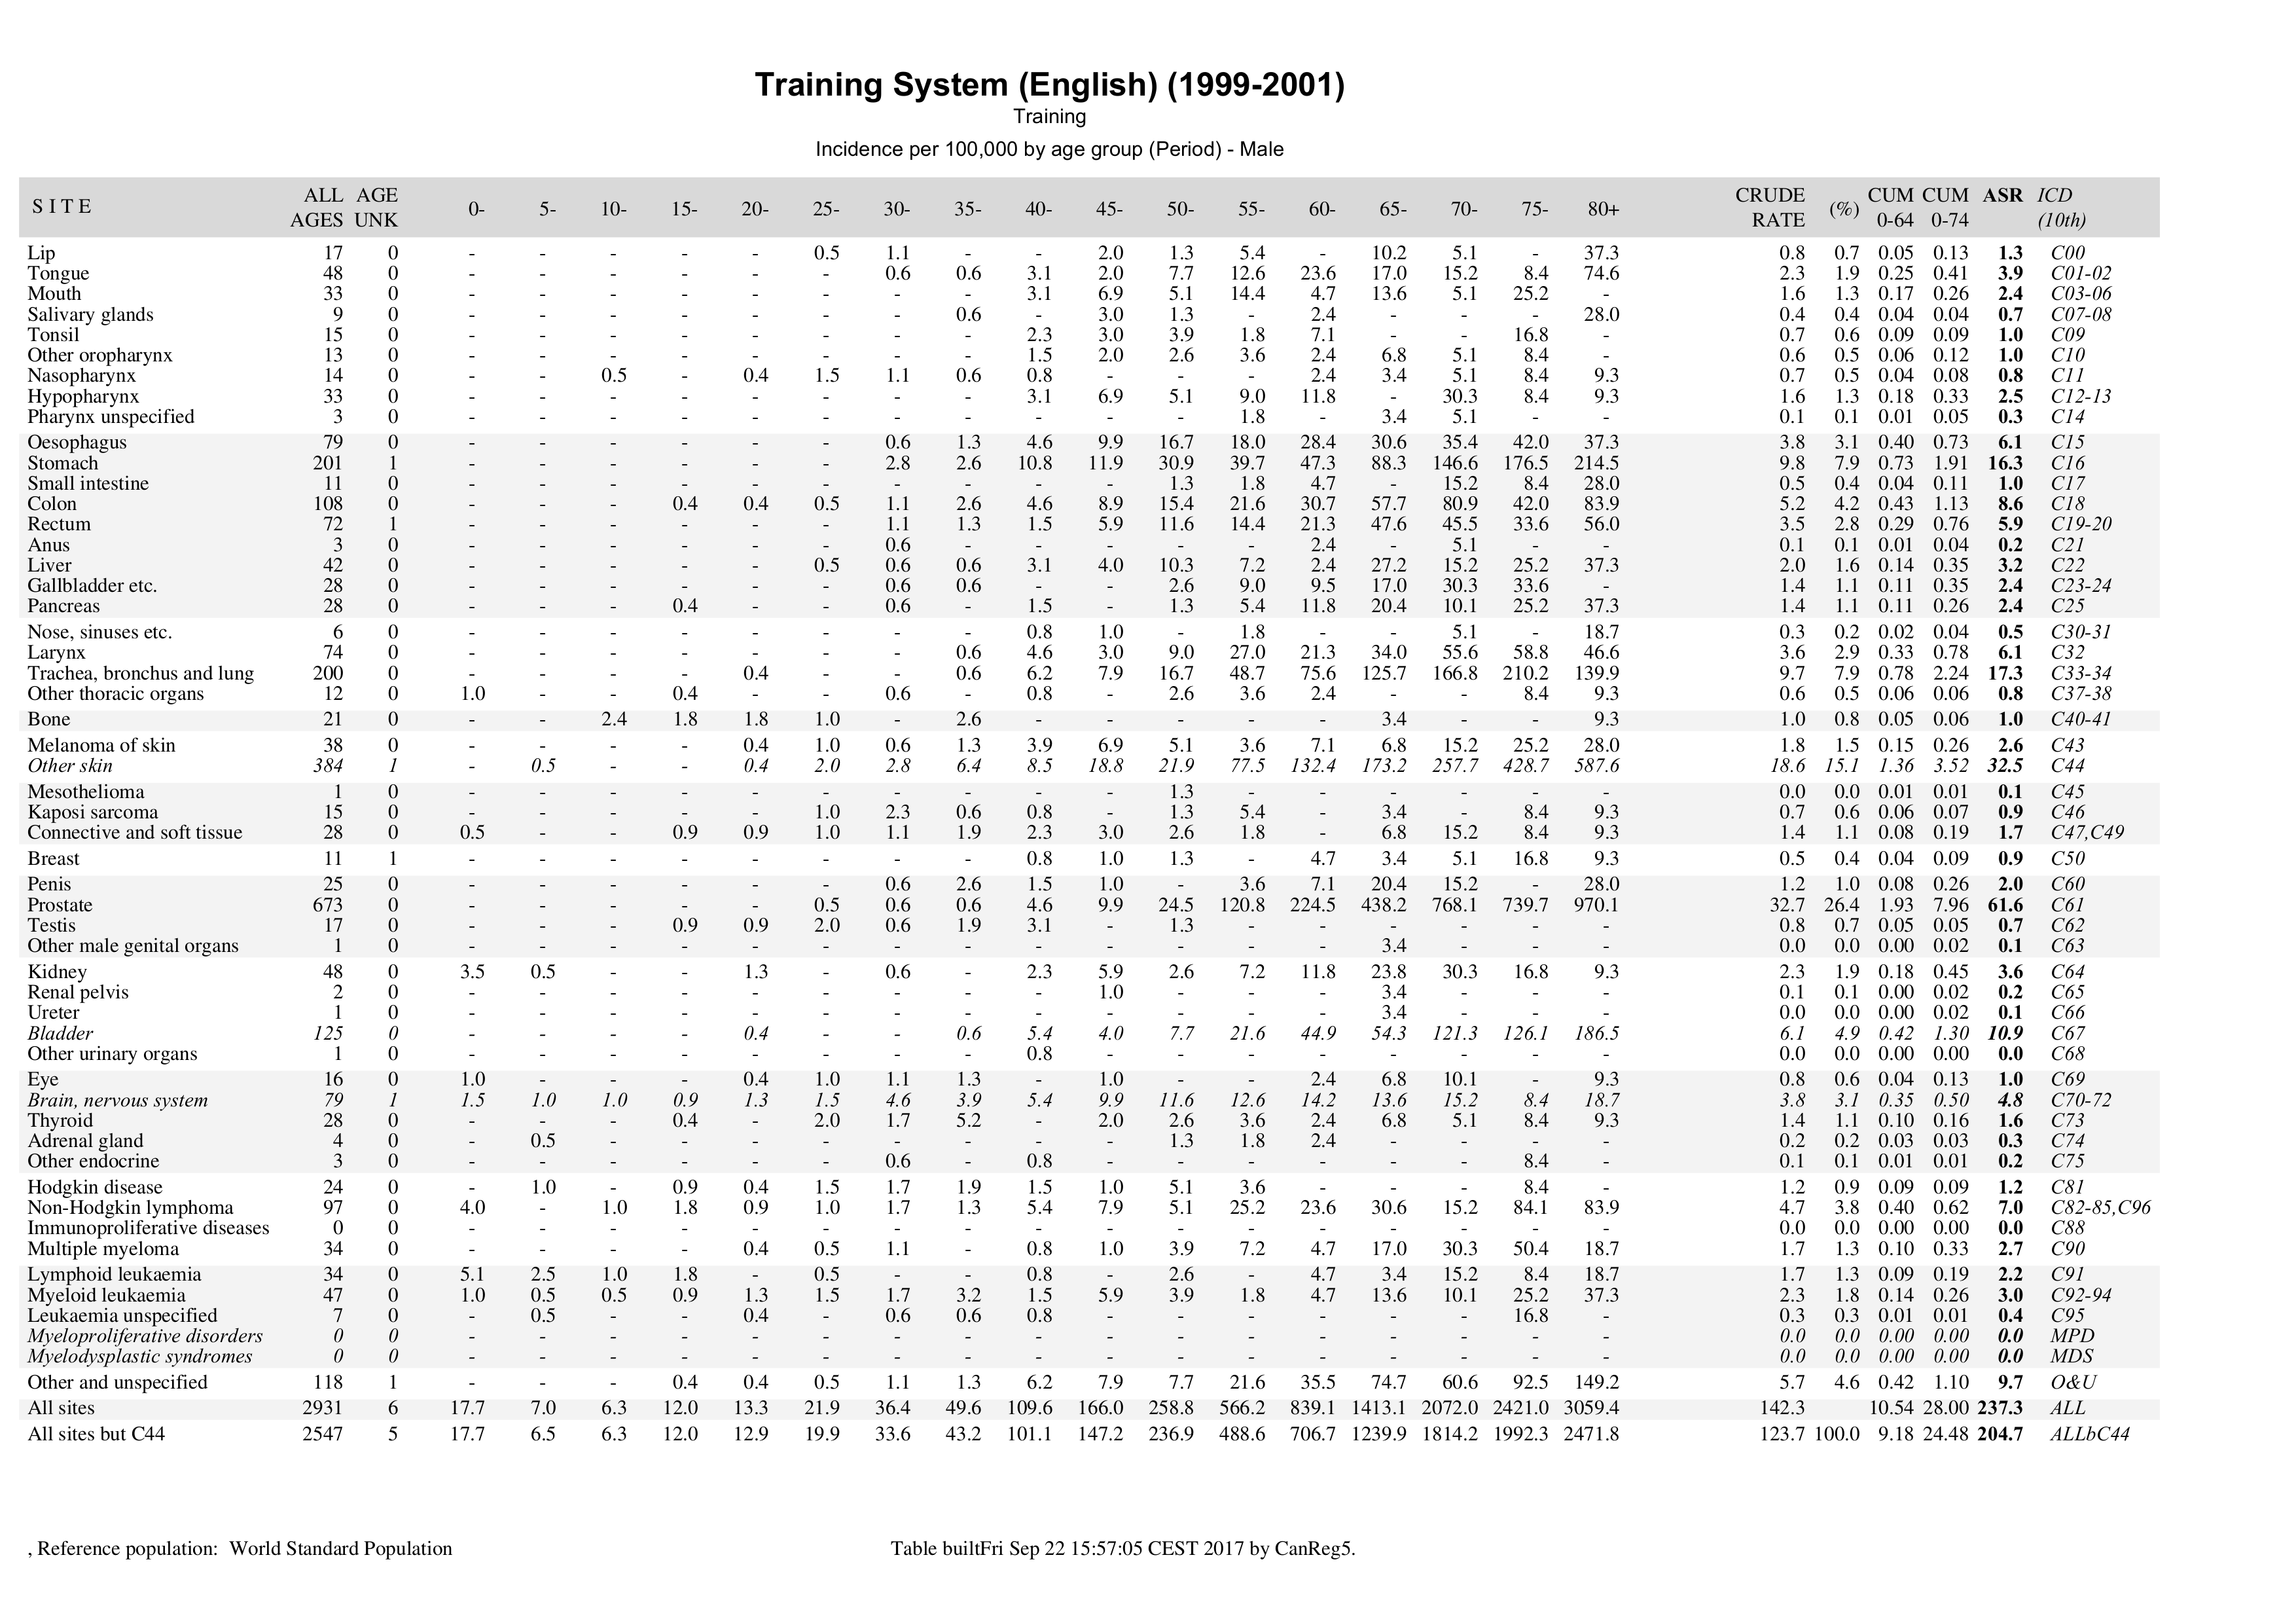 Training System (English) (1999-2001)
Training
Incidence per 100,000 by age group (Period) - Male
S I T E ALL AGES AGE UNK 0- 5- 10- 15- 20- 25- 30- 35- 40- 45- 50- 55- 60- 65- 70- 75- 80+ CRUDE RATE (%) CUM 0-64 CUM 0-74 ASR ICD (10th)
Lip 17 0 - - - - - 0.5 1.1 - - 2.0 1.3 5.4 - 10.2 5.1 - 37.3 0.8 0.7 0.05 0.13 1.3 C00
Tongue 48 0 - - - - - - 0.6 0.6 3.1 2.0 7.7 12.6 23.6 17.0 15.2 8.4 74.6 2.3 1.9 0.25 0.41 3.9 C01-02
Mouth 33 0 - - - - - - - - 3.1 6.9 5.1 14.4 4.7 13.6 5.1 25.2 - 1.6 1.3 0.17 0.26 2.4 C03-06
Salivary glands 9 0 - - - - - - - 0.6 - 3.0 1.3 - 2.4 - - - 28.0 0.4 0.4 0.04 0.04 0.7 C07-08
Tonsil 15 0 - - - - - - - - 2.3 3.0 3.9 1.8 7.1 - - 16.8 - 0.7 0.6 0.09 0.09 1.0 C09
Other oropharynx 13 0 - - - - - - - - 1.5 2.0 2.6 3.6 2.4 6.8 5.1 8.4 - 0.6 0.5 0.06 0.12 1.0 C10
Nasopharynx 14 0 - - 0.5 - 0.4 1.5 1.1 0.6 0.8 - - - 2.4 3.4 5.1 8.4 9.3 0.7 0.5 0.04 0.08 0.8 C11
Hypopharynx 33 0 - - - - - - - - 3.1 6.9 5.1 9.0 11.8 - 30.3 8.4 9.3 1.6 1.3 0.18 0.33 2.5 C12-13
Pharynx unspecified 3 0 - - - - - - - - - - - 1.8 - 3.4 5.1 - - 0.1 0.1 0.01 0.05 0.3 C14
Oesophagus 79 0 - - - - - - 0.6 1.3 4.6 9.9 16.7 18.0 28.4 30.6 35.4 42.0 37.3 3.8 3.1 0.40 0.73 6.1 C15
Stomach 201 1 - - - - - - 2.8 2.6 10.8 11.9 30.9 39.7 47.3 88.3 146.6 176.5 214.5 9.8 7.9 0.73 1.91 16.3 C16
Small intestine 11 0 - - - - - - - - - - 1.3 1.8 4.7 - 15.2 8.4 28.0 0.5 0.4 0.04 0.11 1.0 C17
Colon 108 0 - - - 0.4 0.4 0.5 1.1 2.6 4.6 8.9 15.4 21.6 30.7 57.7 80.9 42.0 83.9 5.2 4.2 0.43 1.13 8.6 C18
Rectum 72 1 - - - - - - 1.1 1.3 1.5 5.9 11.6 14.4 21.3 47.6 45.5 33.6 56.0 3.5 2.8 0.29 0.76 5.9 C19-20
Anus 3 0 - - - - - - 0.6 - - - - - 2.4 - 5.1 - - 0.1 0.1 0.01 0.04 0.2 C21
Liver 42 0 - - - - - 0.5 0.6 0.6 3.1 4.0 10.3 7.2 2.4 27.2 15.2 25.2 37.3 2.0 1.6 0.14 0.35 3.2 C22
Gallbladder etc. 28 0 - - - - - - 0.6 0.6 - - 2.6 9.0 9.5 17.0 30.3 33.6 - 1.4 1.1 0.11 0.35 2.4 C23-24
Pancreas 28 0 - - - 0.4 - - 0.6 - 1.5 - 1.3 5.4 11.8 20.4 10.1 25.2 37.3 1.4 1.1 0.11 0.26 2.4 C25
Nose, sinuses etc. 6 0 - - - - - - - - 0.8 1.0 - 1.8 - - 5.1 - 18.7 0.3 0.2 0.02 0.04 0.5 C30-31
Larynx 74 0 - - - - - - - 0.6 4.6 3.0 9.0 27.0 21.3 34.0 55.6 58.8 46.6 3.6 2.9 0.33 0.78 6.1 C32
Trachea, bronchus and lung 200 0 - - - - 0.4 - - 0.6 6.2 7.9 16.7 48.7 75.6 125.7 166.8 210.2 139.9 9.7 7.9 0.78 2.24 17.3 C33-34
Other thoracic organs 12 0 1.0 - - 0.4 - - 0.6 - 0.8 - 2.6 3.6 2.4 - - 8.4 9.3 0.6 0.5 0.06 0.06 0.8 C37-38
Bone 21 0 - - 2.4 1.8 1.8 1.0 - 2.6 - - - - - 3.4 - - 9.3 1.0 0.8 0.05 0.06 1.0 C40-41
Melanoma of skin 38 0 - - - - 0.4 1.0 0.6 1.3 3.9 6.9 5.1 3.6 7.1 6.8 15.2 25.2 28.0 1.8 1.5 0.15 0.26 2.6 C43
Other skin 384 1 - 0.5 - - 0.4 2.0 2.8 6.4 8.5 18.8 21.9 77.5 132.4 173.2 257.7 428.7 587.6 18.6 15.1 1.36 3.52 32.5 C44
Mesothelioma 1 0 - - - - - - - - - - 1.3 - - - - - - 0.0 0.0 0.01 0.01 0.1 C45
Kaposi sarcoma 15 0 - - - - - 1.0 2.3 0.6 0.8 - 1.3 5.4 - 3.4 - 8.4 9.3 0.7 0.6 0.06 0.07 0.9 C46
Connective and soft tissue 28 0 0.5 - - 0.9 0.9 1.0 1.1 1.9 2.3 3.0 2.6 1.8 - 6.8 15.2 8.4 9.3 1.4 1.1 0.08 0.19 1.7 C47,C49
Breast 11 1 - - - - - - - - 0.8 1.0 1.3 - 4.7 3.4 5.1 16.8 9.3 0.5 0.4 0.04 0.09 0.9 C50
Penis 25 0 - - - - - - 0.6 2.6 1.5 1.0 - 3.6 7.1 20.4 15.2 - 28.0 1.2 1.0 0.08 0.26 2.0 C60
Prostate 673 0 - - - - - 0.5 0.6 0.6 4.6 9.9 24.5 120.8 224.5 438.2 768.1 739.7 970.1 32.7 26.4 1.93 7.96 61.6 C61
Testis 17 0 - - - 0.9 0.9 2.0 0.6 1.9 3.1 - 1.3 - - - - - - 0.8 0.7 0.05 0.05 0.7 C62
Other male genital organs 1 0 - - - - - - - - - - - - - 3.4 - - - 0.0 0.0 0.00 0.02 0.1 C63
Kidney 48 0 3.5 0.5 - - 1.3 - 0.6 - 2.3 5.9 2.6 7.2 11.8 23.8 30.3 16.8 9.3 2.3 1.9 0.18 0.45 3.6 C64
Renal pelvis 2 0 - - - - - - - - - 1.0 - - - 3.4 - - - 0.1 0.1 0.00 0.02 0.2 C65
Ureter 1 0 - - - - - - - - - - - - - 3.4 - - - 0.0 0.0 0.00 0.02 0.1 C66
Bladder 125 0 - - - - 0.4 - - 0.6 5.4 4.0 7.7 21.6 44.9 54.3 121.3 126.1 186.5 6.1 4.9 0.42 1.30 10.9 C67
Other urinary organs 1 0 - - - - - - - - 0.8 - - - - - - - - 0.0 0.0 0.00 0.00 0.0 C68
Eye 16 0 1.0 - - - 0.4 1.0 1.1 1.3 - 1.0 - - 2.4 6.8 10.1 - 9.3 0.8 0.6 0.04 0.13 1.0 C69
Brain, nervous system 79 1 1.5 1.0 1.0 0.9 1.3 1.5 4.6 3.9 5.4 9.9 11.6 12.6 14.2 13.6 15.2 8.4 18.7 3.8 3.1 0.35 0.50 4.8 C70-72
Thyroid 28 0 - - - 0.4 - 2.0 1.7 5.2 - 2.0 2.6 3.6 2.4 6.8 5.1 8.4 9.3 1.4 1.1 0.10 0.16 1.6 C73
Adrenal gland 4 0 - 0.5 - - - - - - - - 1.3 1.8 2.4 - - - - 0.2 0.2 0.03 0.03 0.3 C74
Other endocrine 3 0 - - - - - - 0.6 - 0.8 - - - - - - 8.4 - 0.1 0.1 0.01 0.01 0.2 C75
Hodgkin disease 24 0 - 1.0 - 0.9 0.4 1.5 1.7 1.9 1.5 1.0 5.1 3.6 - - - 8.4 - 1.2 0.9 0.09 0.09 1.2 C81
Non-Hodgkin lymphoma 97 0 4.0 - 1.0 1.8 0.9 1.0 1.7 1.3 5.4 7.9 5.1 25.2 23.6 30.6 15.2 84.1 83.9 4.7 3.8 0.40 0.62 7.0 C82-85,C96
Immunoproliferative diseases 0 0 - - - - - - - - - - - - - - - - - 0.0 0.0 0.00 0.00 0.0 C88
Multiple myeloma 34 0 - - - - 0.4 0.5 1.1 - 0.8 1.0 3.9 7.2 4.7 17.0 30.3 50.4 18.7 1.7 1.3 0.10 0.33 2.7 C90
Lymphoid leukaemia 34 0 5.1 2.5 1.0 1.8 - 0.5 - - 0.8 - 2.6 - 4.7 3.4 15.2 8.4 18.7 1.7 1.3 0.09 0.19 2.2 C91
Myeloid leukaemia 47 0 1.0 0.5 0.5 0.9 1.3 1.5 1.7 3.2 1.5 5.9 3.9 1.8 4.7 13.6 10.1 25.2 37.3 2.3 1.8 0.14 0.26 3.0 C92-94
Leukaemia unspecified 7 0 - 0.5 - - 0.4 - 0.6 0.6 0.8 - - - - - - 16.8 - 0.3 0.3 0.01 0.01 0.4 C95
Myeloproliferative disorders 0 0 - - - - - - - - - - - - - - - - - 0.0 0.0 0.00 0.00 0.0 MPD
Myelodysplastic syndromes 0 0 - - - - - - - - - - - - - - - - - 0.0 0.0 0.00 0.00 0.0 MDS
Other and unspecified 118 1 - - - 0.4 0.4 0.5 1.1 1.3 6.2 7.9 7.7 21.6 35.5 74.7 60.6 92.5 149.2 5.7 4.6 0.42 1.10 9.7 O&U
All sites 2931 6 17.7 7.0 6.3 12.0 13.3 21.9 36.4 49.6 109.6 166.0 258.8 566.2 839.1 1413.1 2072.0 2421.0 3059.4 142.3 10.54 28.00 237.3 ALL
All sites but C44 2547 5 17.7 6.5 6.3 12.0 12.9 19.9 33.6 43.2 101.1 147.2 236.9 488.6 706.7 1239.9 1814.2 1992.3 2471.8 123.7 100.0 9.18 24.48 204.7 ALLbC44
, Reference population: World Standard Population
Table builtFri Sep 22 15:57:05 CEST 2017 by CanReg5.